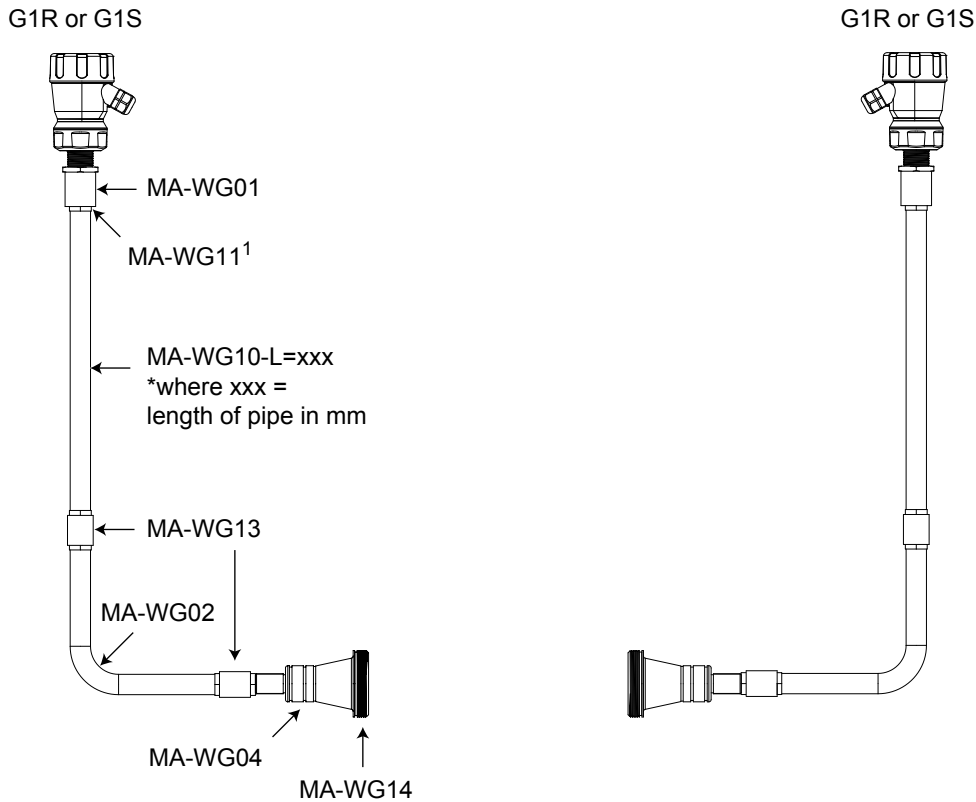 G1R or G1S
G1R or G1S
MA-WG01
MA-WG11¹
MA-WG10-L=xxx
*where xxx =
length of pipe in mm
MA-WG13
MA-WG02
MA-WG04
MA-WG14